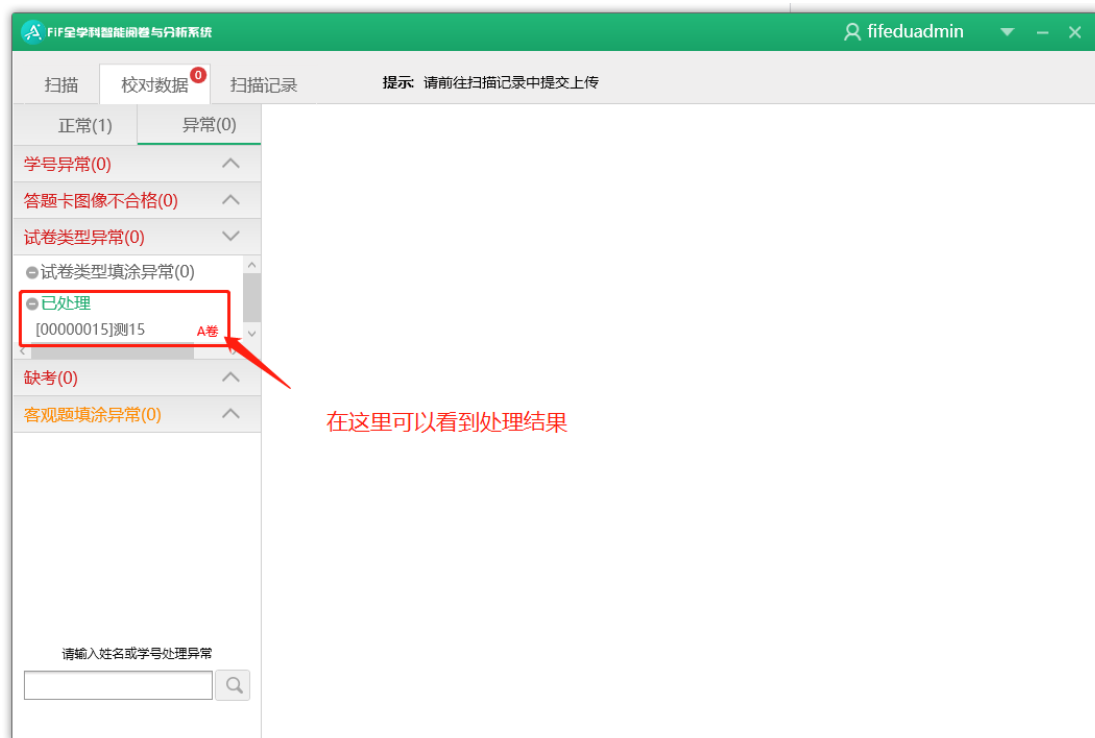 FIF全学科智能阅卷与分析系统
fifeduadmin
扫描
校对数据
0
扫描记录
提示: 请前往扫描记录中提交上传
正常(1)
异常(0)
学号异常(0)
答题卡图像不合格(0)
试卷类型异常(0)
试卷类型填涂异常(0)
已处理
[00000015]测15 A卷
缺考(0)
客观题填涂异常(0)
在这里可以看到处理结果
请输入姓名或学号处理异常